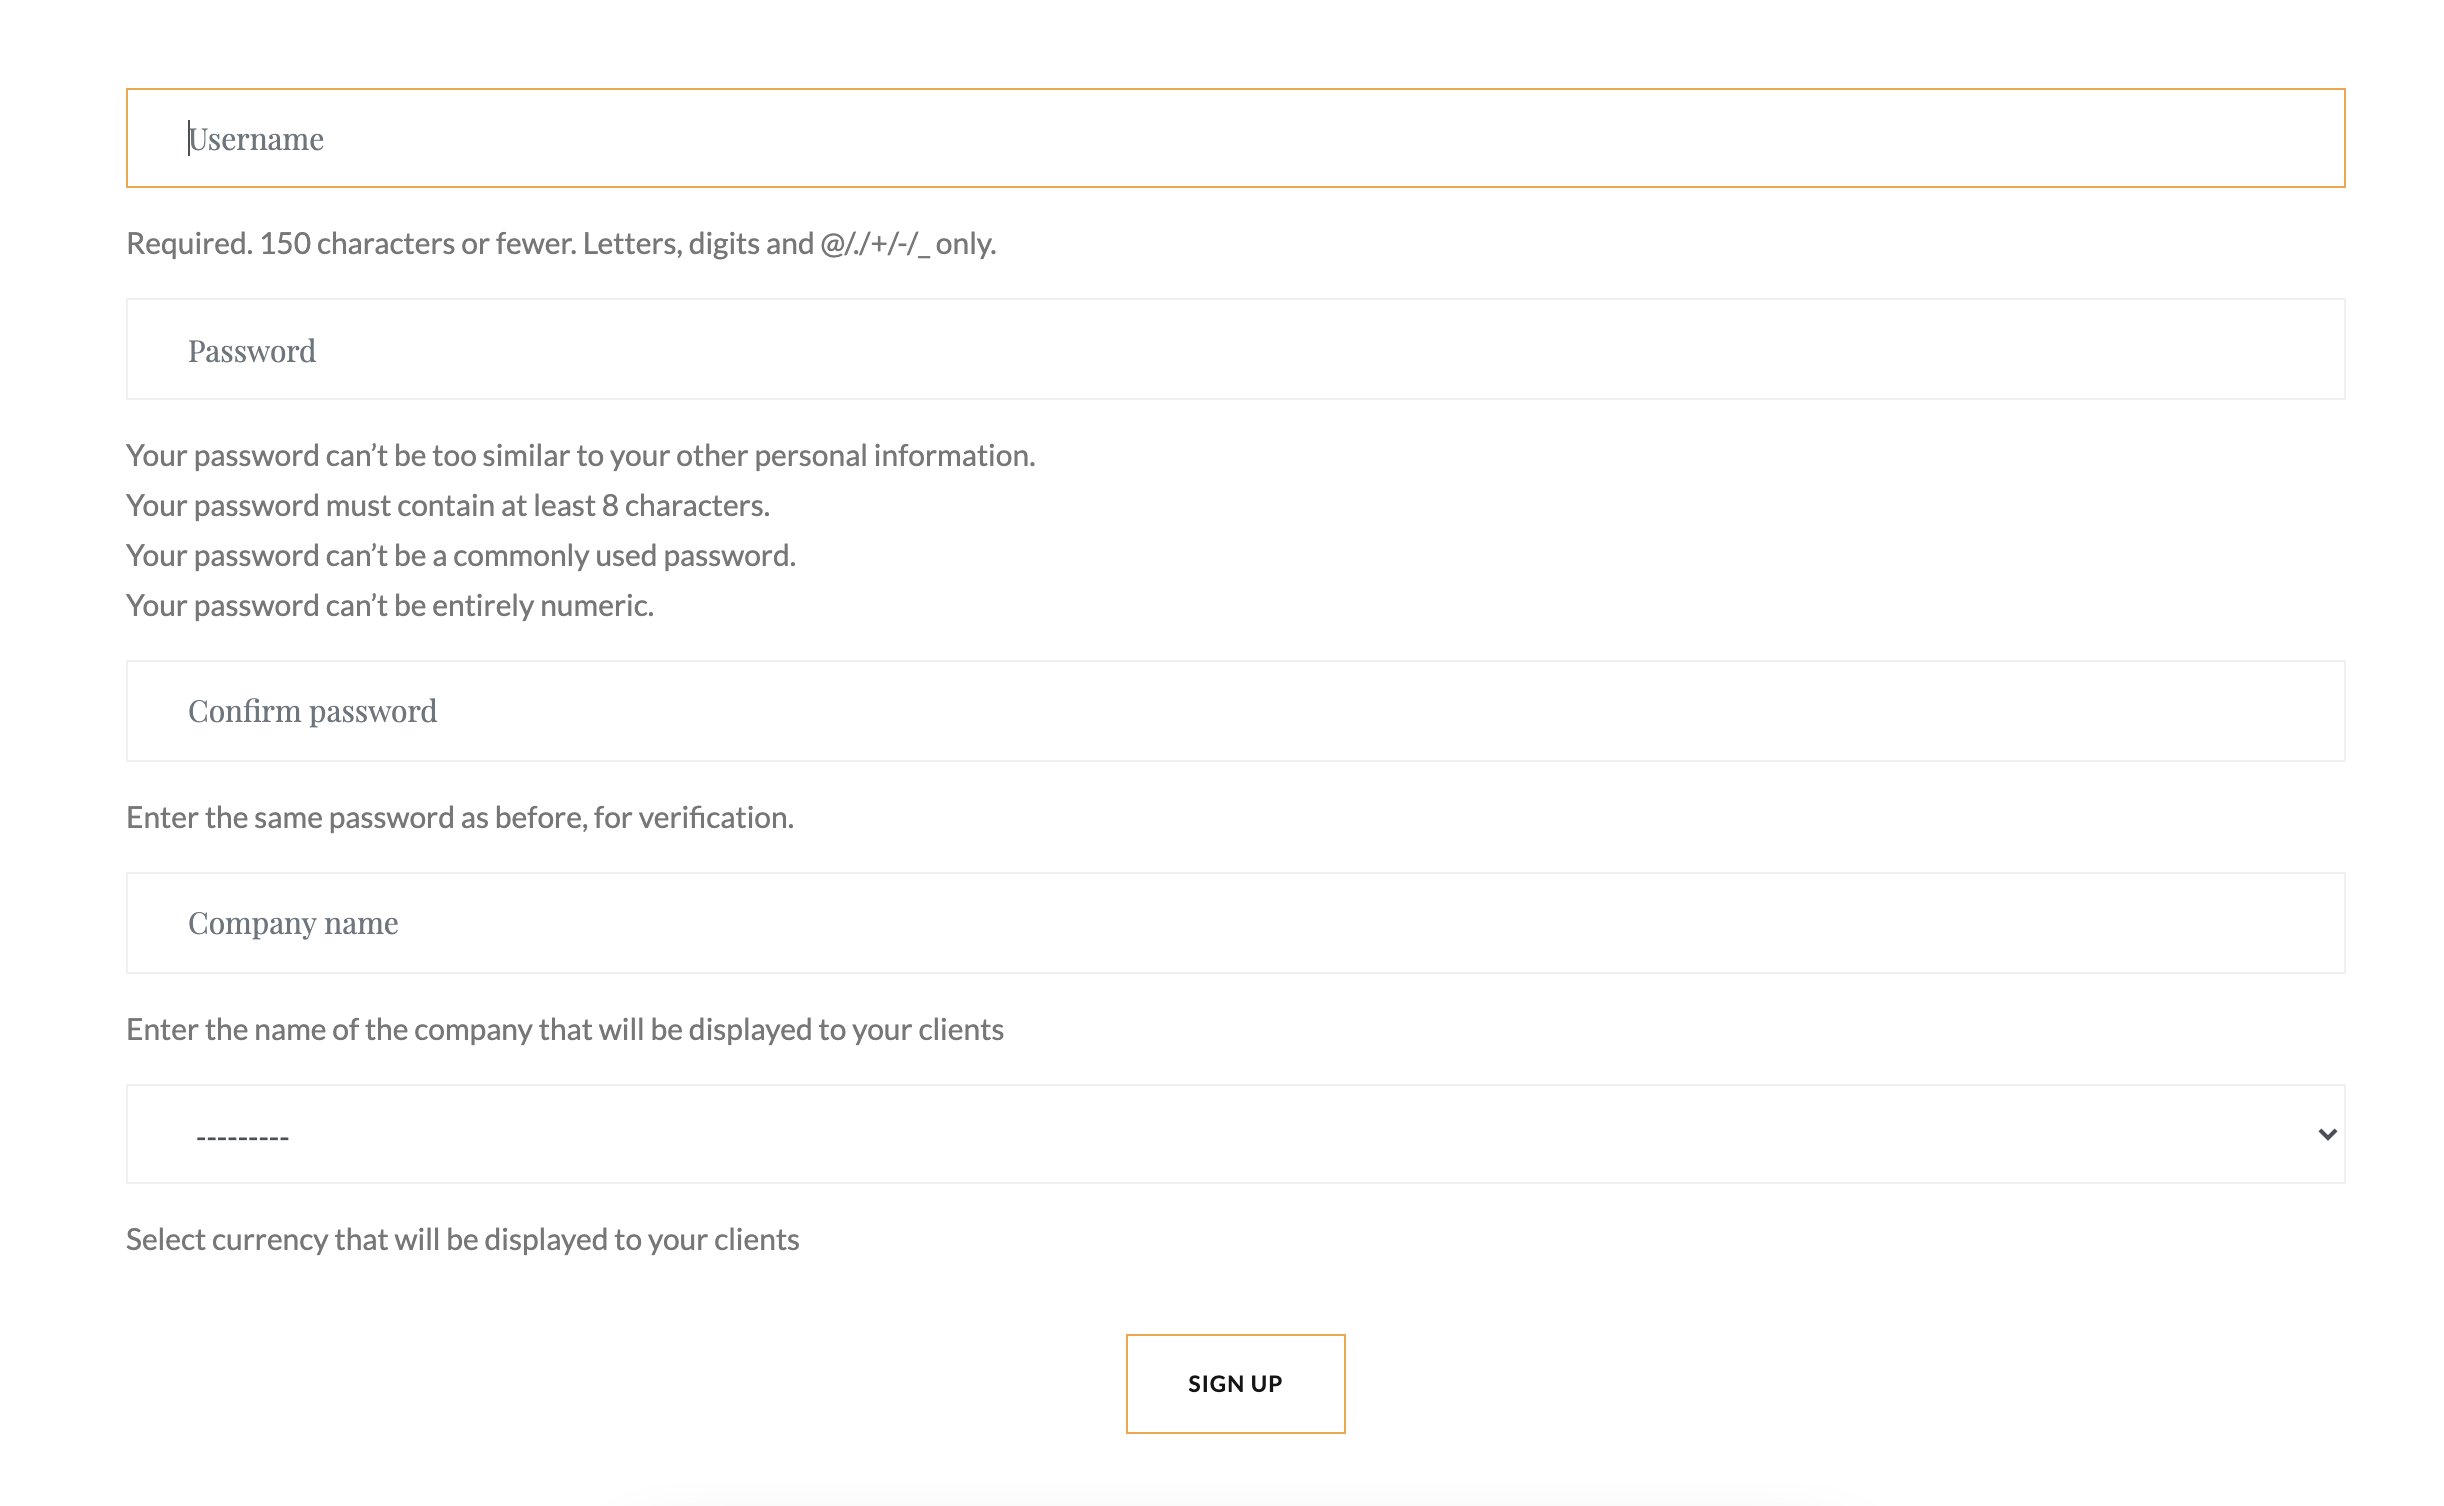 Username
Required. 150 characters or fewer. Letters, digits and @/./+/-/_ only.
Password
Your password can’t be too similar to your other personal information.
Your password must contain at least 8 characters.
Your password can’t be a commonly used password.
Your password can’t be entirely numeric.
Confirm password
Enter the same password as before, for verification.
Company name
Enter the name of the company that will be displayed to your clients
---------
Select currency that will be displayed to your clients
SIGN UP